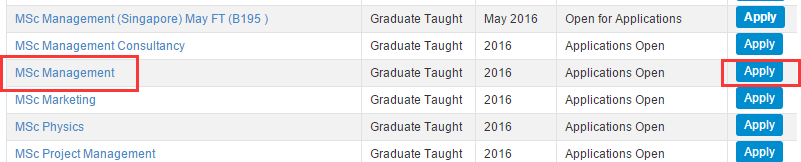 MSc Management (Singapore) May FT (B195 ) Graduate Taught May 2016 Open for Applications Apply
MSc Management Consultancy Graduate Taught 2016 Applications Open Apply
MSc Management Graduate Taught 2016 Applications Open Apply
MSc Marketing Graduate Taught 2016 Applications Open Apply
MSc Physics Graduate Taught 2016 Applications Open Apply
MSc Project Management Graduate Taught 2016 Applications Open Apply